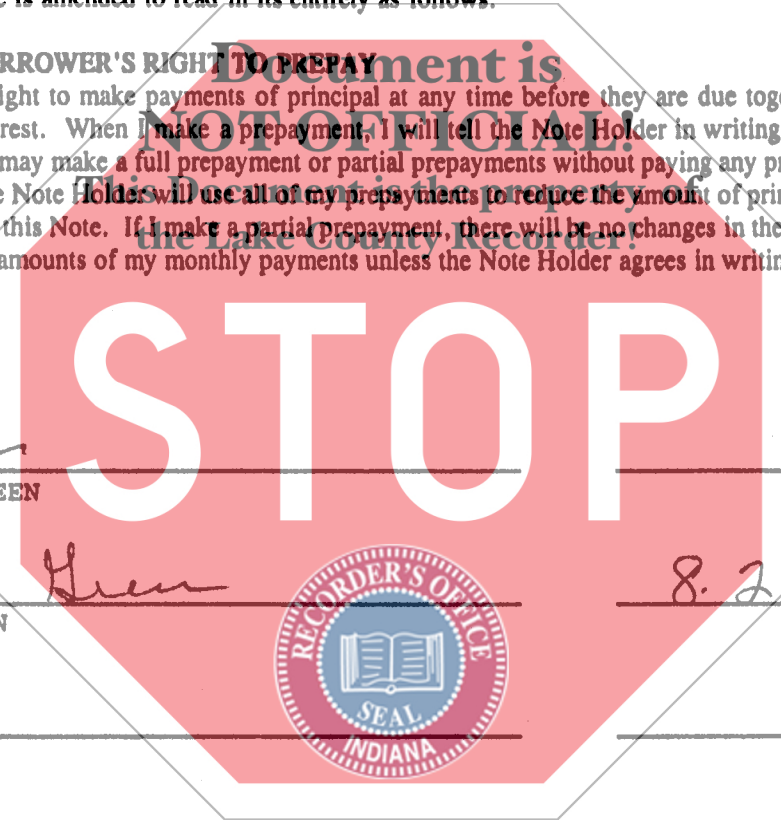 e is amended to read in its entirely as follows.
RROWER'S RIGHT TO PREPAY
ight to make payments of principal at any time before they are due toge
rest. When I make a prepayment, I will tell the Note Holder in writing
may make a full prepayment or partial prepayments without paying any pr
e Note Holder will use all of my prepayments to reduce the amount of prin
this Note. If I make a partial prepayment, there will be no changes in the
amounts of my monthly payments unless the Note Holder agrees in writin
Document is
NOT OFFICIAL!
This Document is the property of
the Lake County Recorder!
STOP
EEN
Green
8. 2
N
RECORDER'S OFFICE
SEAL
INDIANA